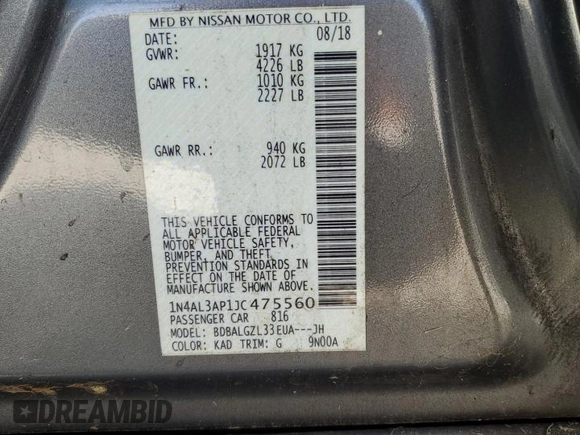 MFD BY NISSAN MOTOR CO., LTD.
DATE: 08/18
GVWR: 1917 KG
4226 LB
GAWR FR.: 1010 KG
2227 LB
GAWR RR.: 940 KG
2072 LB
THIS VEHICLE CONFORMS TO
ALL APPLICABLE FEDERAL
MOTOR VEHICLE SAFETY,
BUMPER, AND THEFT
PREVENTION STANDARDS IN
EFFECT ON THE DATE OF
MANUFACTURE SHOWN ABOVE.
1N4AL3AP1JC475560
PASSENGER CAR 816
MODEL: BDBALGZL33EUA---JH
COLOR: KAD TRIM: G 9N00A
DREAMBID